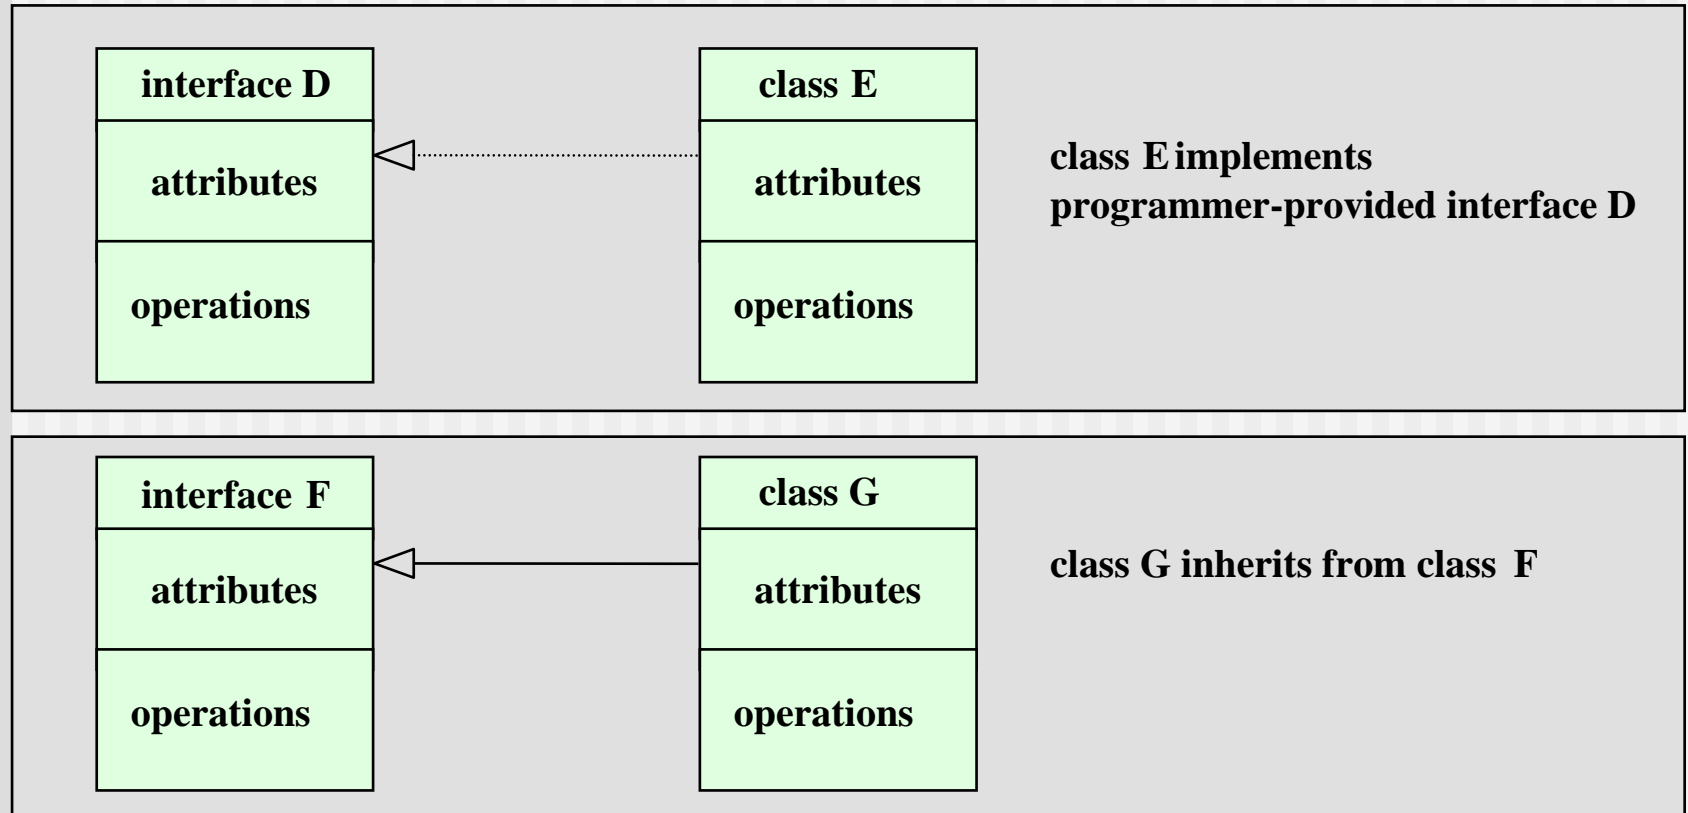 interface D
attributes
operations
class E
attributes
operations
class E implements
programmer-provided interface D
interface F
attributes
operations
class G
attributes
operations
class G inherits from class F